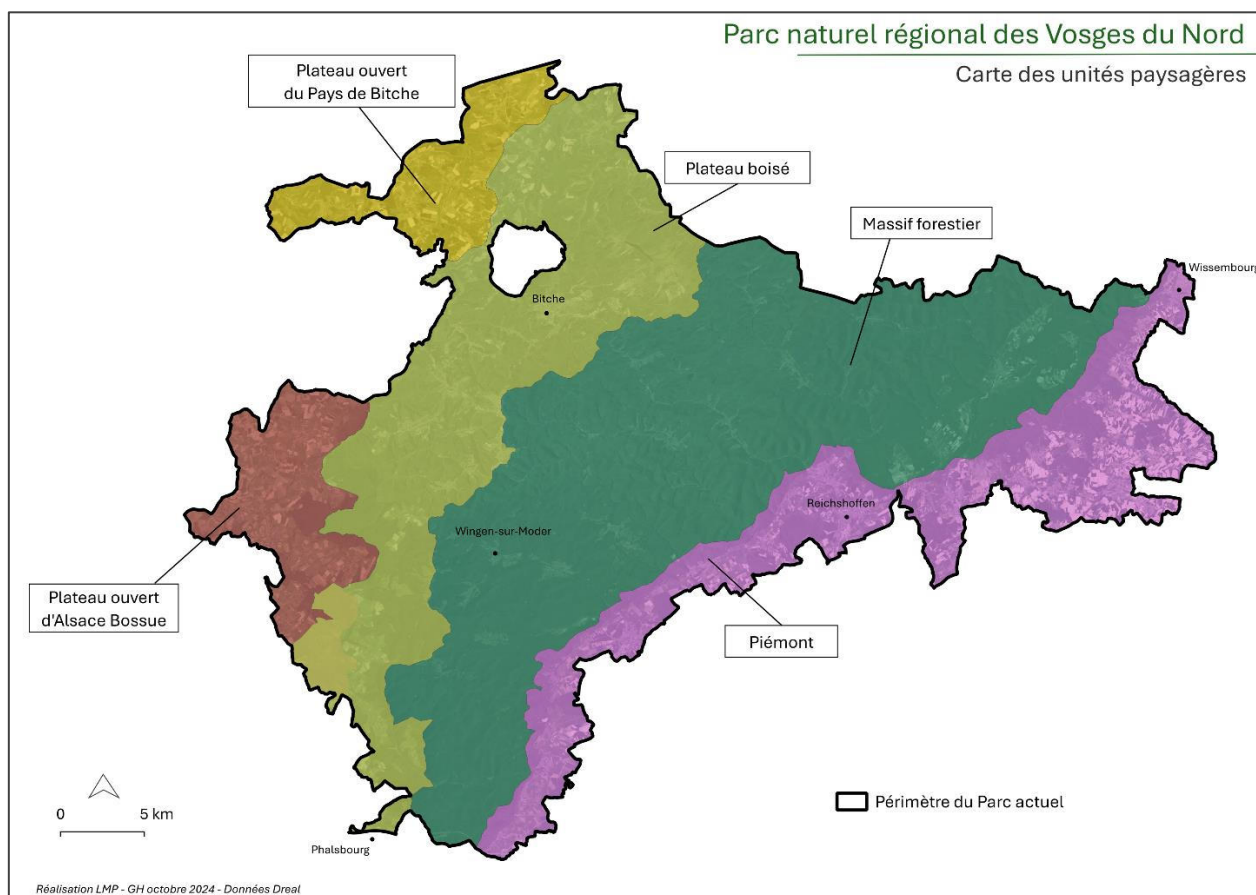 Parc naturel régional des Vosges du Nord
Carte des unités paysagères
Plateau ouvert
du Pays de Bitche
Plateau boisé
Massif forestier
Wissembourg
Bitche
Reichshoffen
Wingen-sur-Moder
Plateau ouvert
d'Alsace Bossue
Piémont
0 5 km
Périmètre du Parc actuel
Phalsbourg
Réalisation LMP - GH octobre 2024 - Données Dreal